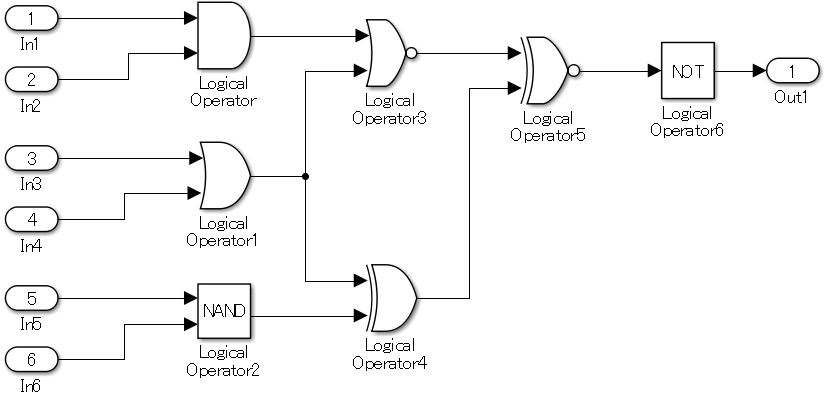 1
In1
2
In2
Logical
Operator
3
In3
4
In4
Logical
Operator1
5
In5
6
In6
NAND
Logical
Operator2
Logical
Operator3
Logical
Operator4
Logical
Operator5
NOT
Logical
Operator6
1
Out1